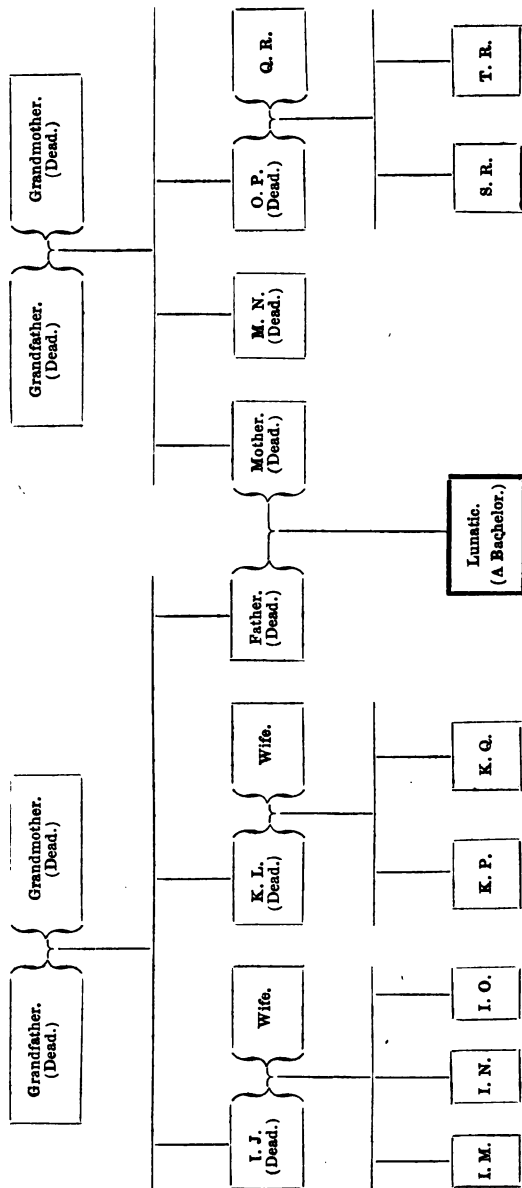 Grandfather.
(Dead.)
Grandmother.
(Dead.)
Grandfather.
(Dead.)
Grandmother.
(Dead.)
I. J.
(Dead.)
Wife.
K. L.
(Dead.)
Wife.
Father.
(Dead.)
Mother.
(Dead.)
M. N.
(Dead.)
O. P.
(Dead.)
Q. R.
I. M.
I. N.
I. O.
K. P.
K. Q.
Lunatic.
(A Bachelor.)
S. R.
T. R.